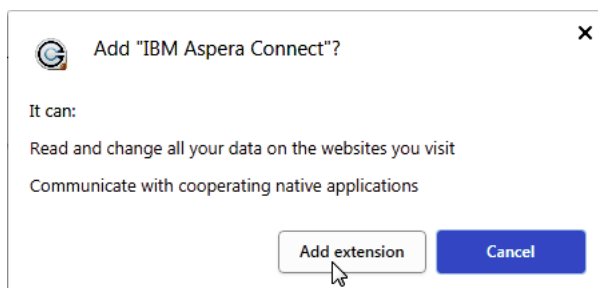 Add "IBM Aspera Connect"?
It can:
Read and change all your data on the websites you visit
Communicate with cooperating native applications
Add extension Cancel